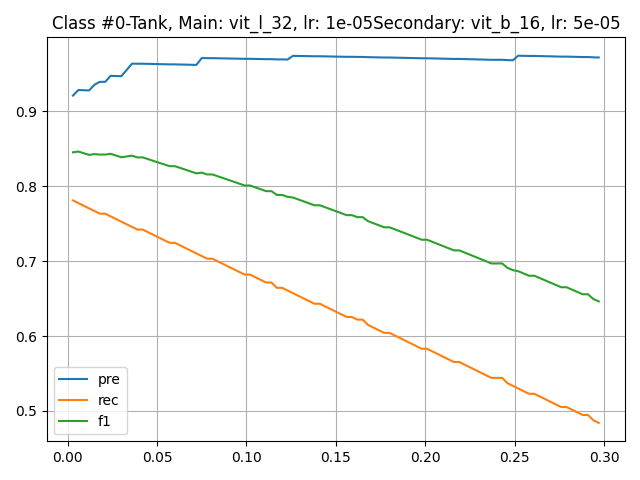 Class #0-Tank, Main: vit_l_32, lr: 1e-05Secondary: vit_b_16, lr: 5e-05
0.9
0.8
0.7
0.6
0.5
pre
rec
f1
0.00 0.05 0.10 0.15 0.20 0.25 0.30